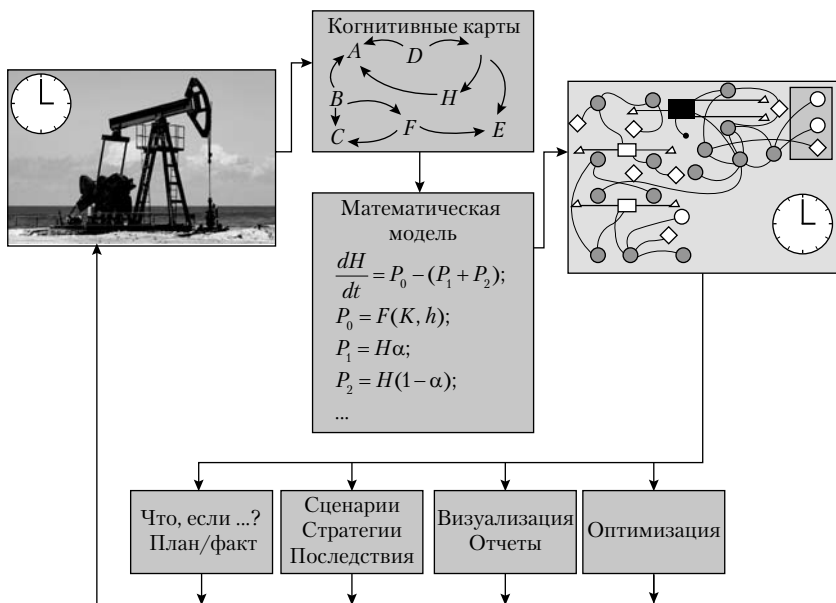 Когнитивные карты
A D
B H
C F E
Математическая
модель
dH/dt = P₀ − (P₁ + P₂);
P₀ = F(K, h);
P₁ = Hα;
P₂ = H(1 − α);
...
Что, если ...?
План/факт
Сценарии
Стратегии
Последствия
Визуализация
Отчеты
Оптимизация